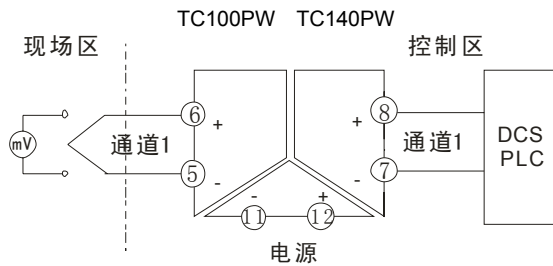 TC100PW TC140PW
现场区 控制区
6 8
+ +
mV 通道1 通道1 DCS
PLC
5 7
- -
- +
11 12
电源